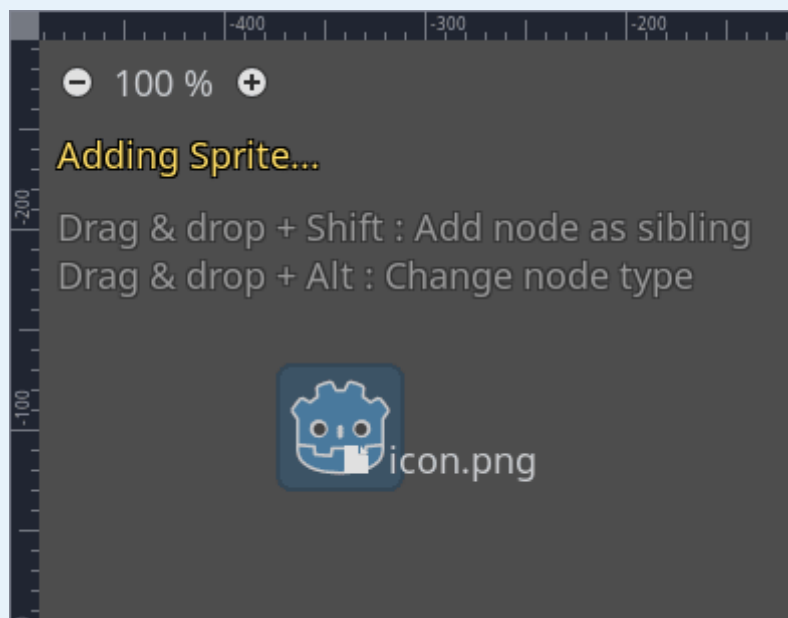 -400 -300 -200
100 %
Adding Sprite...
-200
Drag & drop + Shift : Add node as sibling
Drag & drop + Alt : Change node type
-100
icon.png